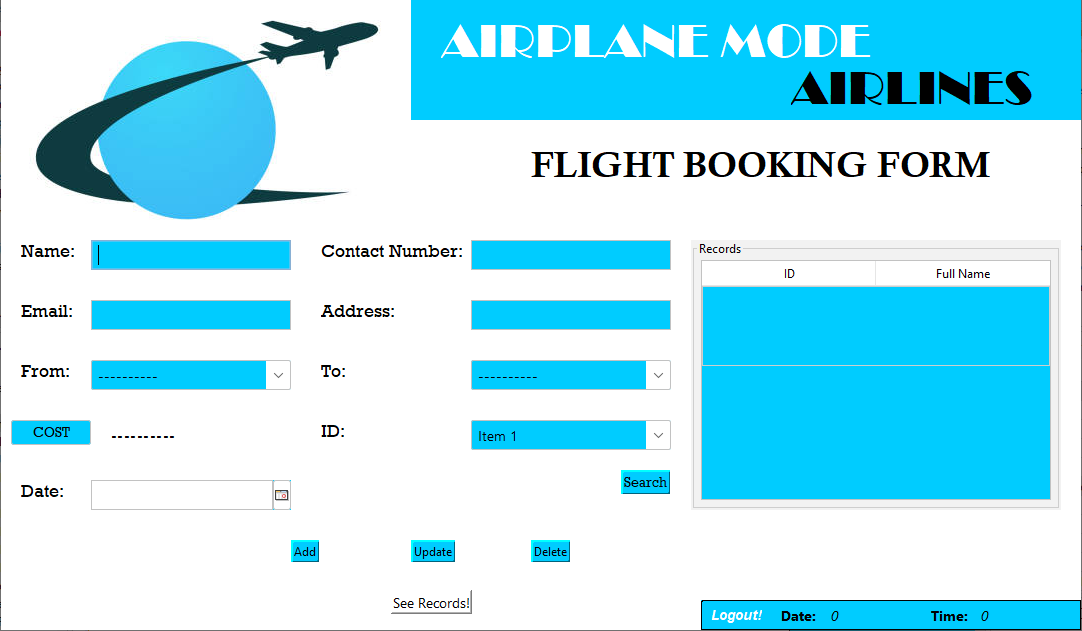 AIRPLANE MODE
AIRLINES
FLIGHT BOOKING FORM
Name:
Contact Number:
Records
ID Full Name
Email:
Address:
From: ----------
To: ----------
COST ----------
ID: Item 1
Search
Date:
Add Update Delete
See Records!
Logout! Date: 0 Time: 0